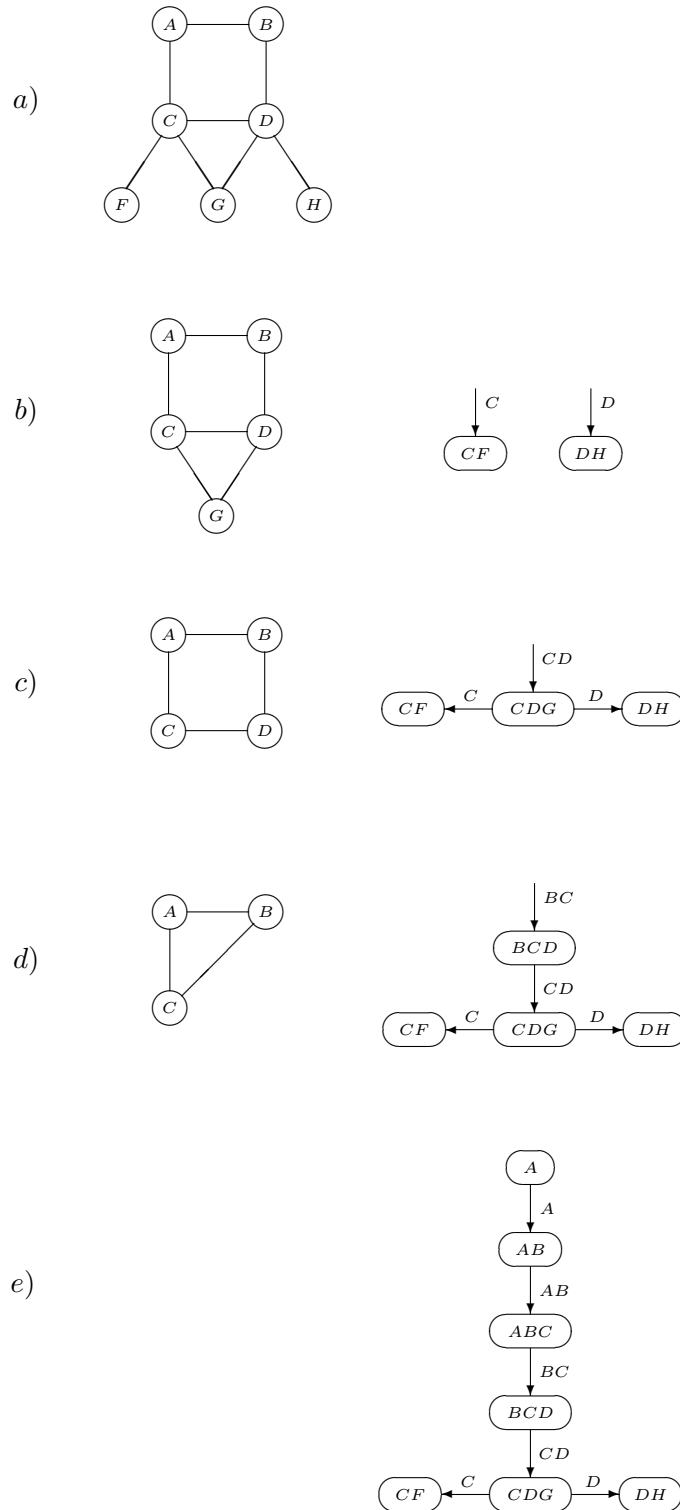 A B
a)
C D
F G H
A B
C D
b)
C D
CF DH
G
A B
CD
c)
C D
CF CDG DH
C D
BC
A B
BCD
d)
CD
C
C D
CF CDG DH
A
A
AB
e)
AB
ABC
BC
BCD
CD
C D
CF CDG DH